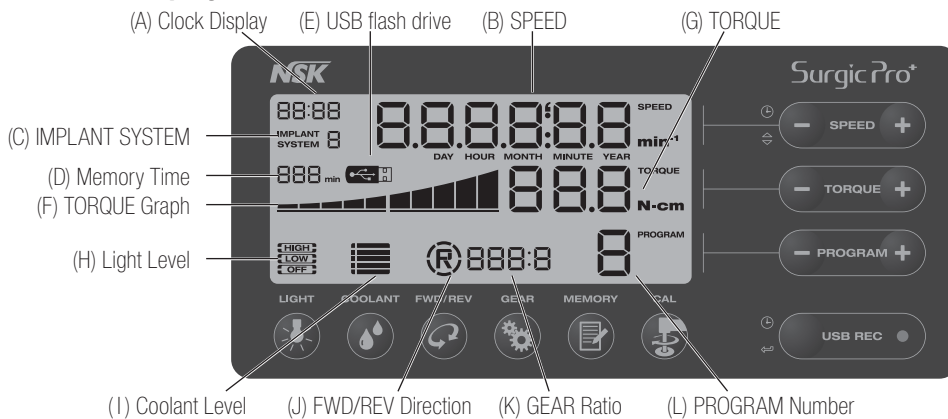 (A) Clock Display
(E) USB flash drive
(B) SPEED
(G) TORQUE
NSK
Surgic Pro+
88:88
8.8.8.8:8.8
SPEED
min-1
(C) IMPLANT SYSTEM
IMPLANT
SYSTEM 8
DAY HOUR MONTH MINUTE YEAR
− SPEED +
(D) Memory Time
888 min
88.8
TORQUE
N·cm
− TORQUE +
(F) TORQUE Graph
(H) Light Level
HIGH
LOW
OFF
R 888:8
8
PROGRAM
− PROGRAM +
LIGHT COOLANT FWD/REV GEAR MEMORY CAL
USB REC
(I) Coolant Level
(J) FWD/REV Direction
(K) GEAR Ratio
(L) PROGRAM Number